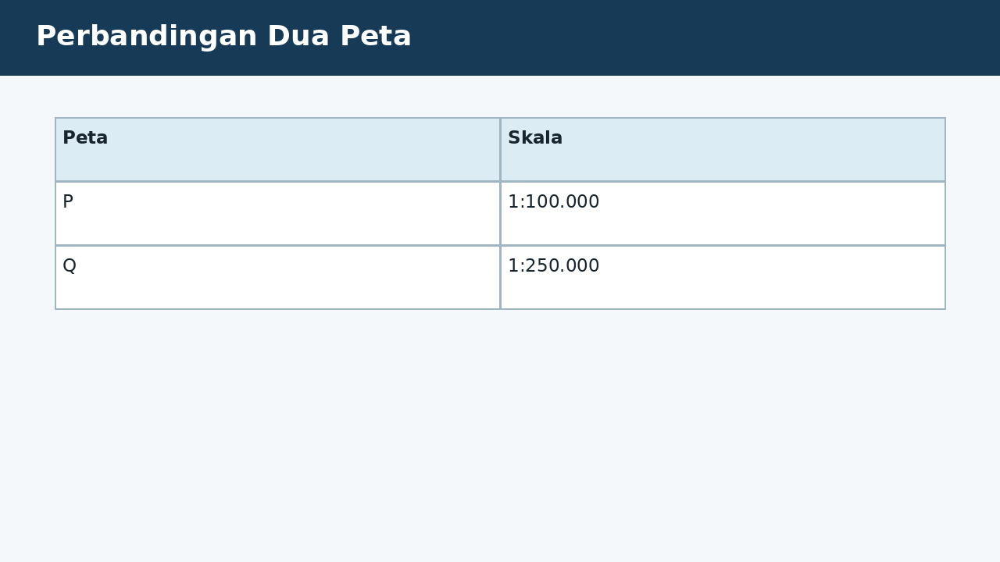 Perbandingan Dua Peta
Peta Skala
P 1:100.000
Q 1:250.000